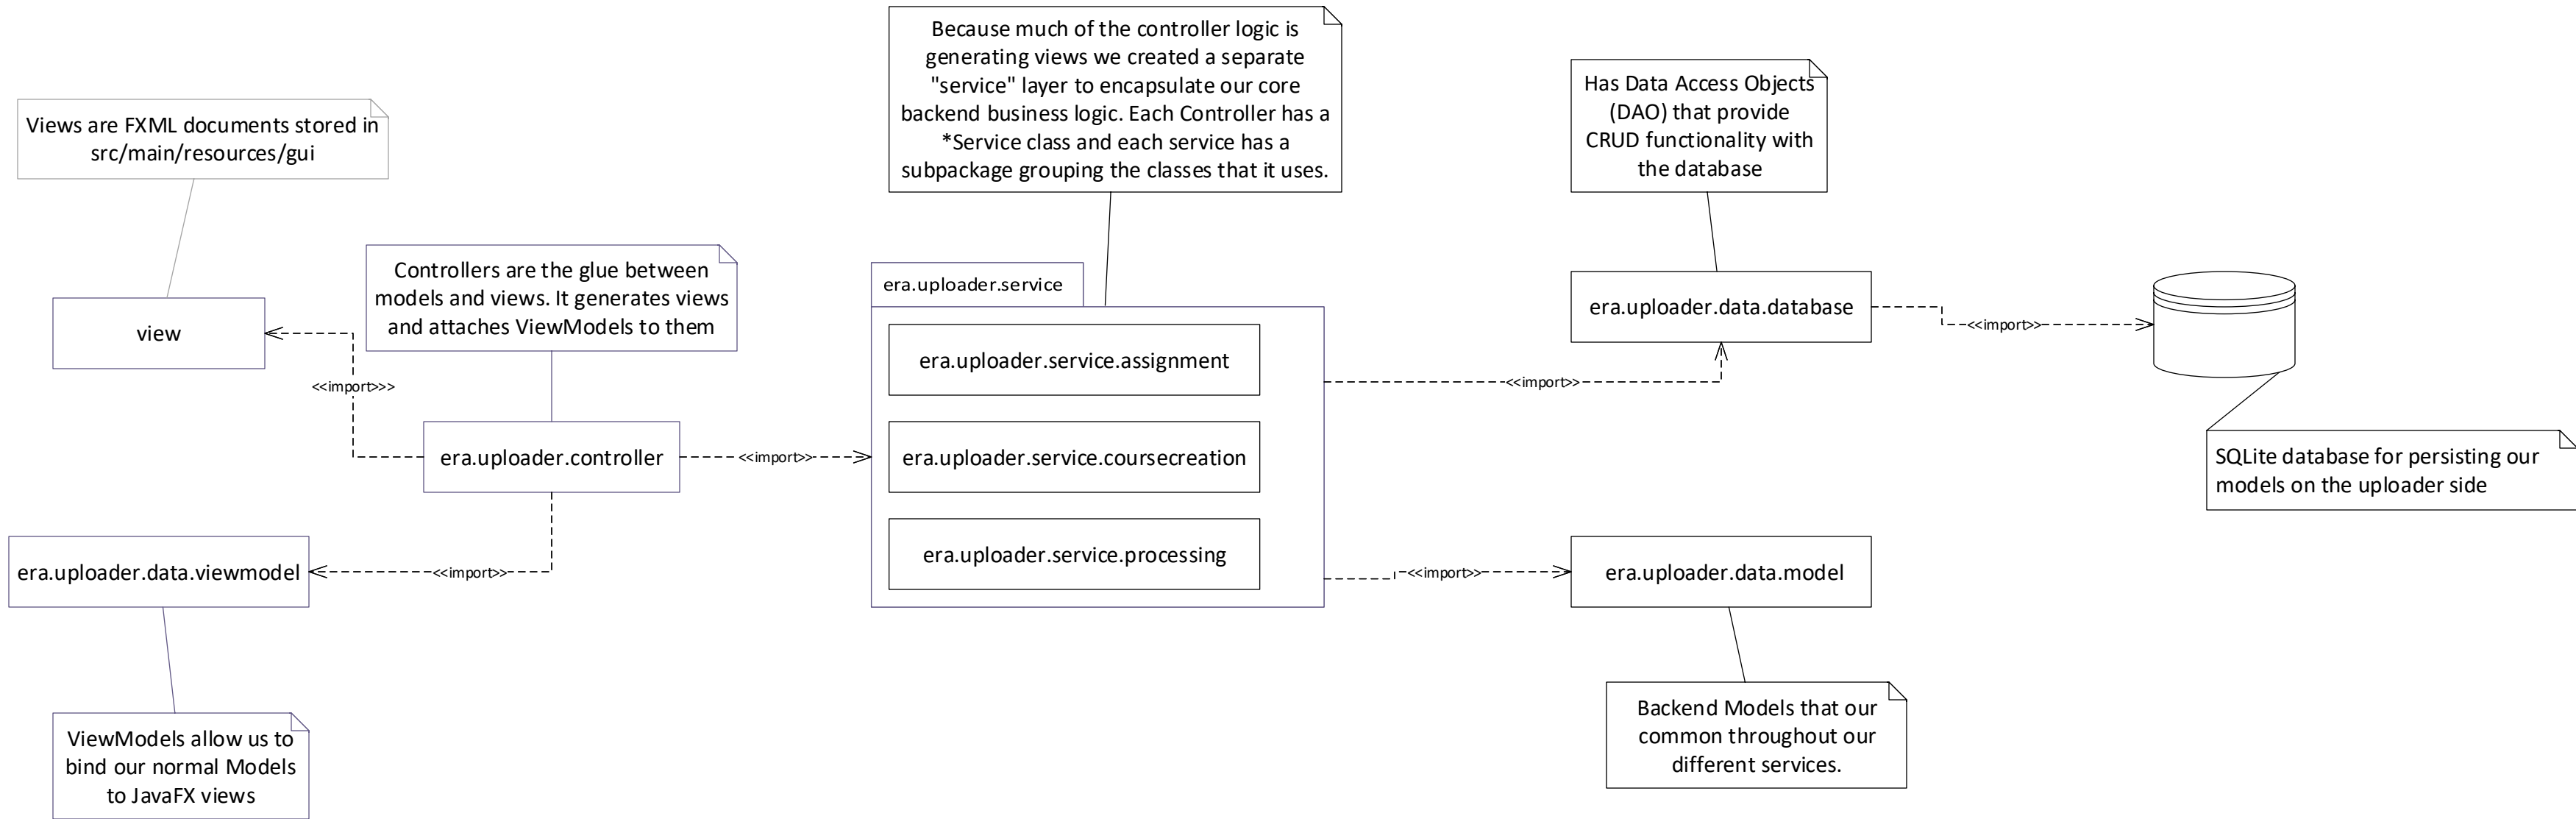 Because much of the controller logic is
generating views we created a separate
"service" layer to encapsulate our core
backend business logic. Each Controller has a
*Service class and each service has a
subpackage grouping the classes that it uses.
Has Data Access Objects
(DAO) that provide
CRUD functionality with
the database
Views are FXML documents stored in
src/main/resources/gui
Controllers are the glue between
models and views. It generates views
and attaches ViewModels to them
era.uploader.service
view
<<import>>>
era.uploader.controller
<<import>>
era.uploader.service.assignment
era.uploader.service.coursecreation
era.uploader.service.processing
<<import>>
era.uploader.data.database
<<import>>
SQLite database for persisting our
models on the uploader side
era.uploader.data.viewmodel
<<import>>
<<import>>
era.uploader.data.model
ViewModels allow us to
bind our normal Models
to JavaFX views
Backend Models that our
common throughout our
different services.